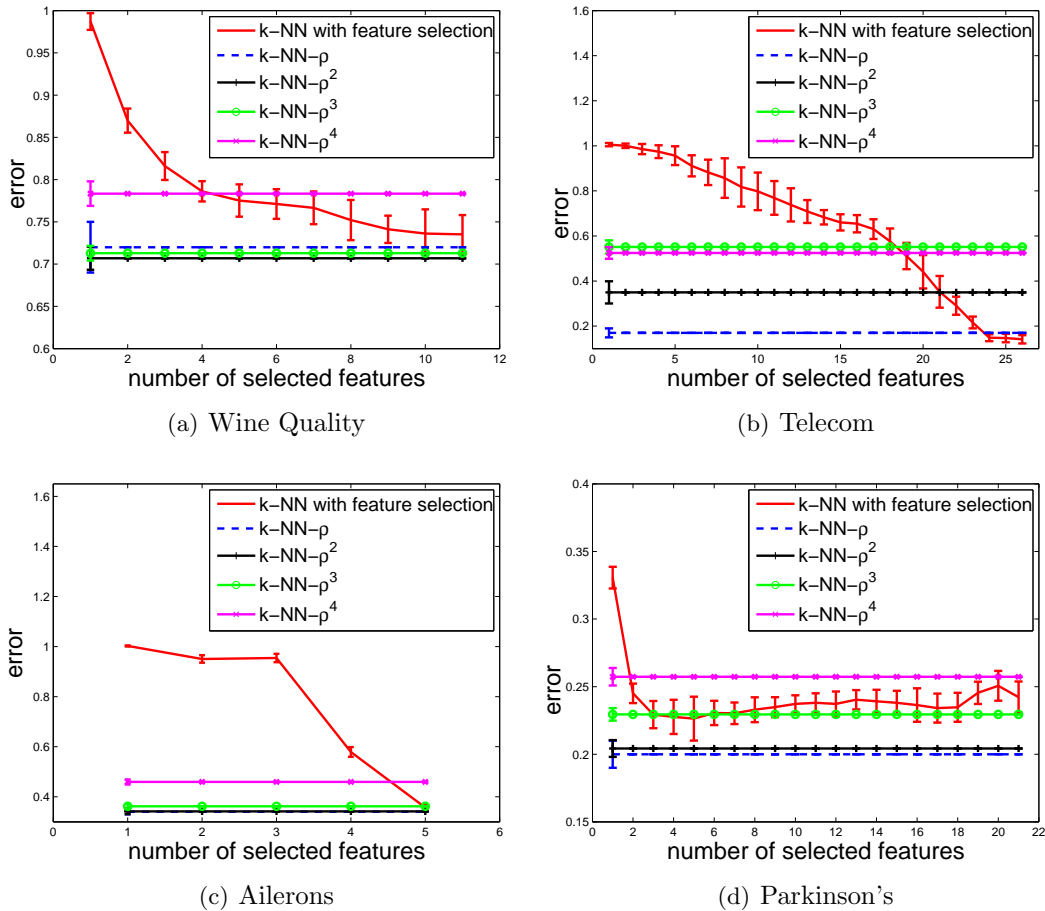 1
0.95
0.9
0.85
0.8
0.75
0.7
0.65
0.6
0 2 4 6 8 10 12
error
number of selected features
k−NN with feature selection
k−NN−ρ
k−NN−ρ²
k−NN−ρ³
k−NN−ρ⁴
(a) Wine Quality
1.6
1.4
1.2
1
0.8
0.6
0.4
0.2
0 5 10 15 20 25
error
number of selected features
k−NN with feature selection
k−NN−ρ
k−NN−ρ²
k−NN−ρ³
k−NN−ρ⁴
(b) Telecom
1.6
1.4
1.2
1
0.8
0.6
0.4
0 1 2 3 4 5 6
error
number of selected features
k−NN with feature selection
k−NN−ρ
k−NN−ρ²
k−NN−ρ³
k−NN−ρ⁴
(c) Ailerons
0.4
0.35
0.3
0.25
0.2
0.15
0 2 4 6 8 10 12 14 16 18 20 22
error
number of selected features
k−NN with feature selection
k−NN−ρ
k−NN−ρ²
k−NN−ρ³
k−NN−ρ⁴
(d) Parkinson's